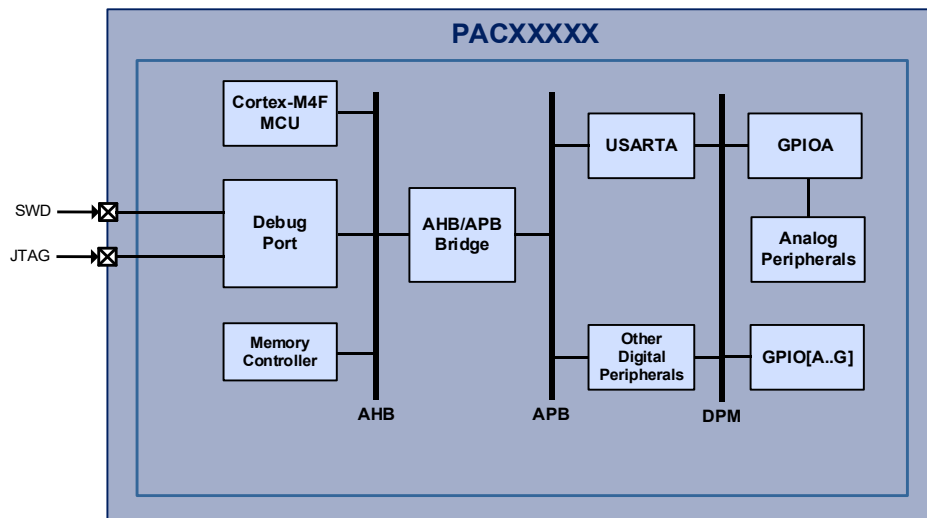 PACXXXXX
Cortex-M4F
MCU
USARTA
GPIOA
SWD
JTAG
Debug
Port
AHB/APB
Bridge
Analog
Peripherals
Memory
Controller
Other
Digital
Peripherals
GPIO[A..G]
AHB
APB
DPM